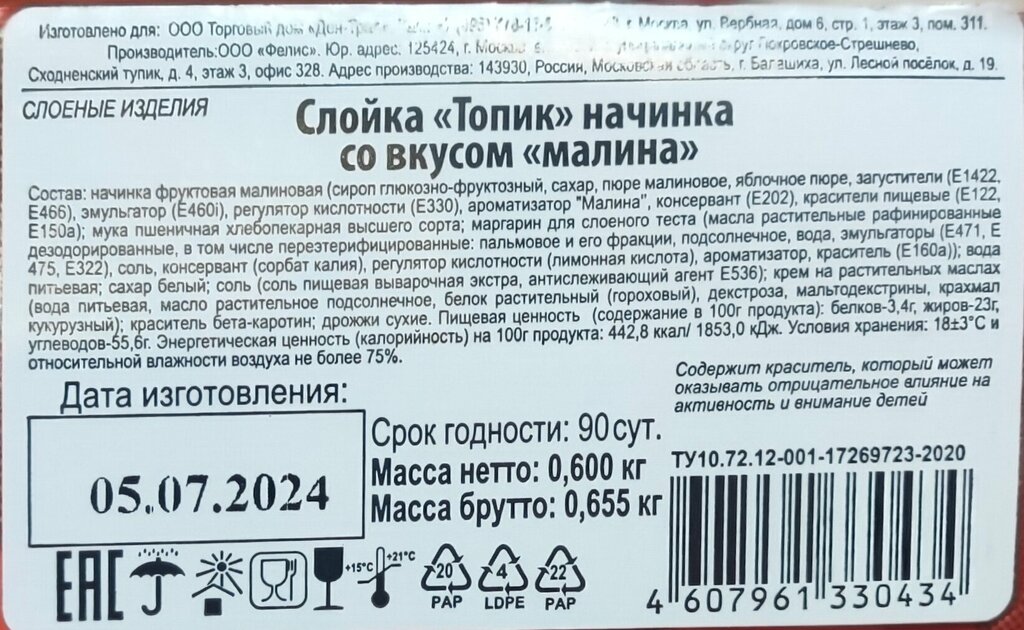 Изготовлено для: ООО Торговый дом «Дон- г. Москва, ул. Вербная, дом 6, стр. 1, этаж 3, пом. 311.
Производитель:ООО «Фелис». Юр. адрес: 125424, г. Москва округ Покровское-Стрешнево,
Сходненский тупик, д. 4, этаж 3, офис 328. Адрес производства: 143930, Россия, Московская область, г. Балашиха, ул. Лесной посёлок, д. 19.
СЛОЕНЫЕ ИЗДЕЛИЯ
Слойка «Топик» начинка
со вкусом «малина»
Состав: начинка фруктовая малиновая (сироп глюкозно-фруктозный, сахар, пюре малиновое, яблочное пюре, загустители (Е1422,
Е466), эмульгатор (Е460i), регулятор кислотности (Е330), ароматизатор "Малина", консервант (Е202), красители пищевые (Е122,
Е150а); мука пшеничная хлебопекарная высшего сорта; маргарин для слоеного теста (масла растительные рафинированные
дезодорированные, в том числе переэтерифицированные: пальмовое и его фракции, подсолнечное, вода, эмульгаторы (Е471, Е
475, Е322), соль, консервант (сорбат калия), регулятор кислотности (лимонная кислота), ароматизатор, краситель (Е160а)); вода
питьевая; сахар белый; соль (соль пищевая выварочная экстра, антислеживающий агент Е536); крем на растительных маслах
(вода питьевая, масло растительное подсолнечное, белок растительный (гороховый), декстроза, мальтодекстрины, крахмал
кукурузный); краситель бета-каротин; дрожжи сухие. Пищевая ценность (содержание в 100г продукта): белков-3,4г, жиров-23г,
углеводов-55,6г. Энергетическая ценность (калорийность) на 100г продукта: 442,8 ккал/ 1853,0 кДж. Условия хранения: 18±3°С и
относительной влажности воздуха не более 75%.
Содержит краситель, который может
оказывать отрицательное влияние на
активность и внимание детей
Дата изготовления:
05.07.2024
Срок годности: 90сут.
Масса нетто: 0,600 кг
Масса брутто: 0,655 кг
ТУ10.72.12-001-17269723-2020
EAC
+15°C +21°C
20 4 22
PAP LDPE PAP
4 607961 330434